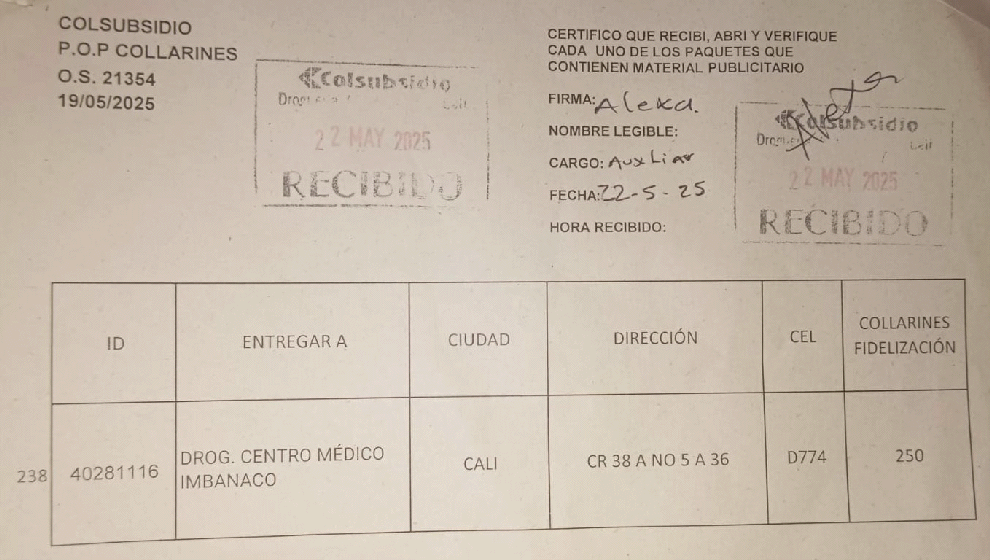 COLSUBSIDIO
P.O.P COLLARINES
O.S. 21354
19/05/2025
Colsubsidio
22 MAY 2025
RECIBIDO
CERTIFICO QUE RECIBI, ABRI Y VERIFIQUE
CADA UNO DE LOS PAQUETES QUE
CONTIENEN MATERIAL PUBLICITARIO
FIRMA: Alexa.
NOMBRE LEGIBLE:
CARGO: Auxliar
FECHA: 22-5-25
HORA RECIBIDO:
Colsubsidio
22 MAY 2025
RECIBIDO
ID
ENTREGAR A
CIUDAD
DIRECCIÓN
CEL
COLLARINES
FIDELIZACIÓN
238
40281116
DROG. CENTRO MÉDICO
IMBANACO
CALI
CR 38 A NO 5 A 36
D774
250